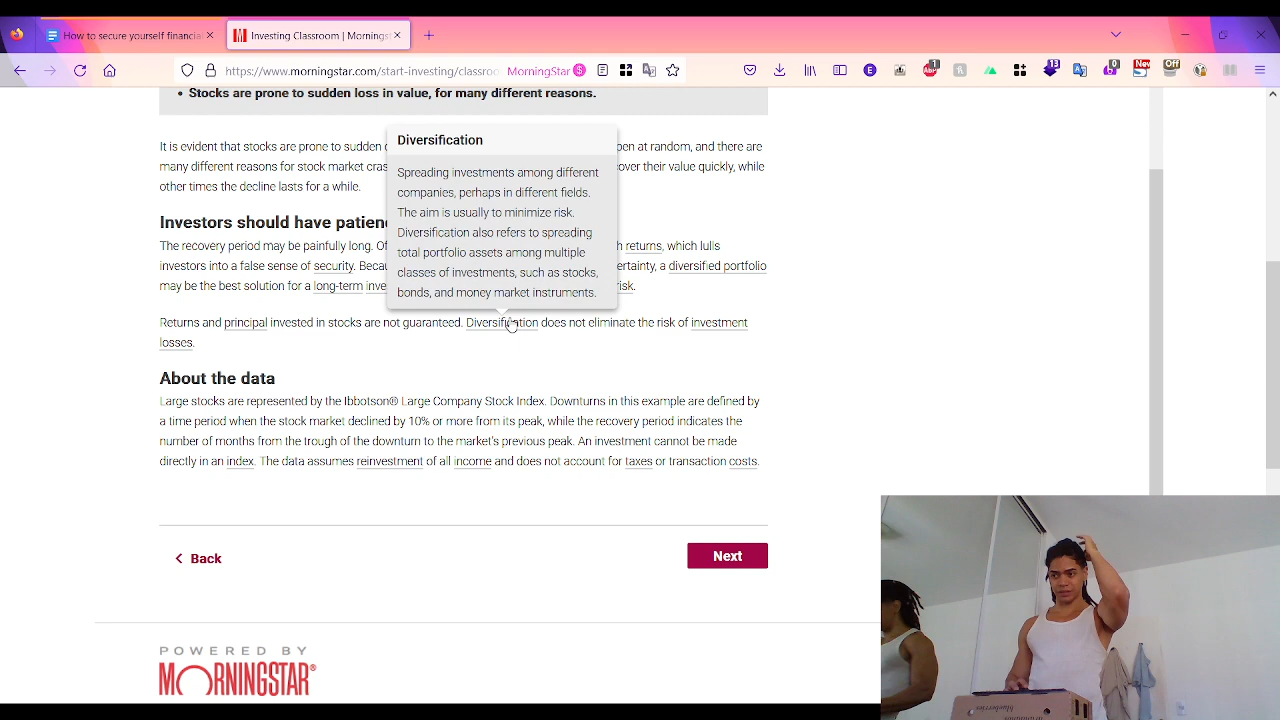 How to secure yourself financia
Investing Classroom | Mornings
https://www.morningstar.com/start-investing/classroo
MorningStar
E
1
13
0
New
Off
• Stocks are prone to sudden loss in value, for many different reasons.
Diversification
Spreading investments among different
companies, perhaps in different fields.
The aim is usually to minimize risk.
Diversification also refers to spreading
total portfolio assets among multiple
classes of investments, such as stocks,
bonds, and money market instruments.
It is evident that stocks are prone to sudden pen at random, and there are
many different reasons for stock market cras over their value quickly, while
other times the decline lasts for a while.
Investors should have patien
The recovery period may be painfully long. Of returns, which lulls
investors into a false sense of security. Beca ertainty, a diversified portfolio
may be the best solution for a long-term inve risk.
Returns and principal invested in stocks are not guaranteed. Diversification does not eliminate the risk of investment
losses.
About the data
Large stocks are represented by the Ibbotson® Large Company Stock Index. Downturns in this example are defined by
a time period when the stock market declined by 10% or more from its peak, while the recovery period indicates the
number of months from the trough of the downturn to the market's previous peak. An investment cannot be made
directly in an index. The data assumes reinvestment of all income and does not account for taxes or transaction costs.
Back
Next
POWERED BY
MORNINGSTAR®
blueberries